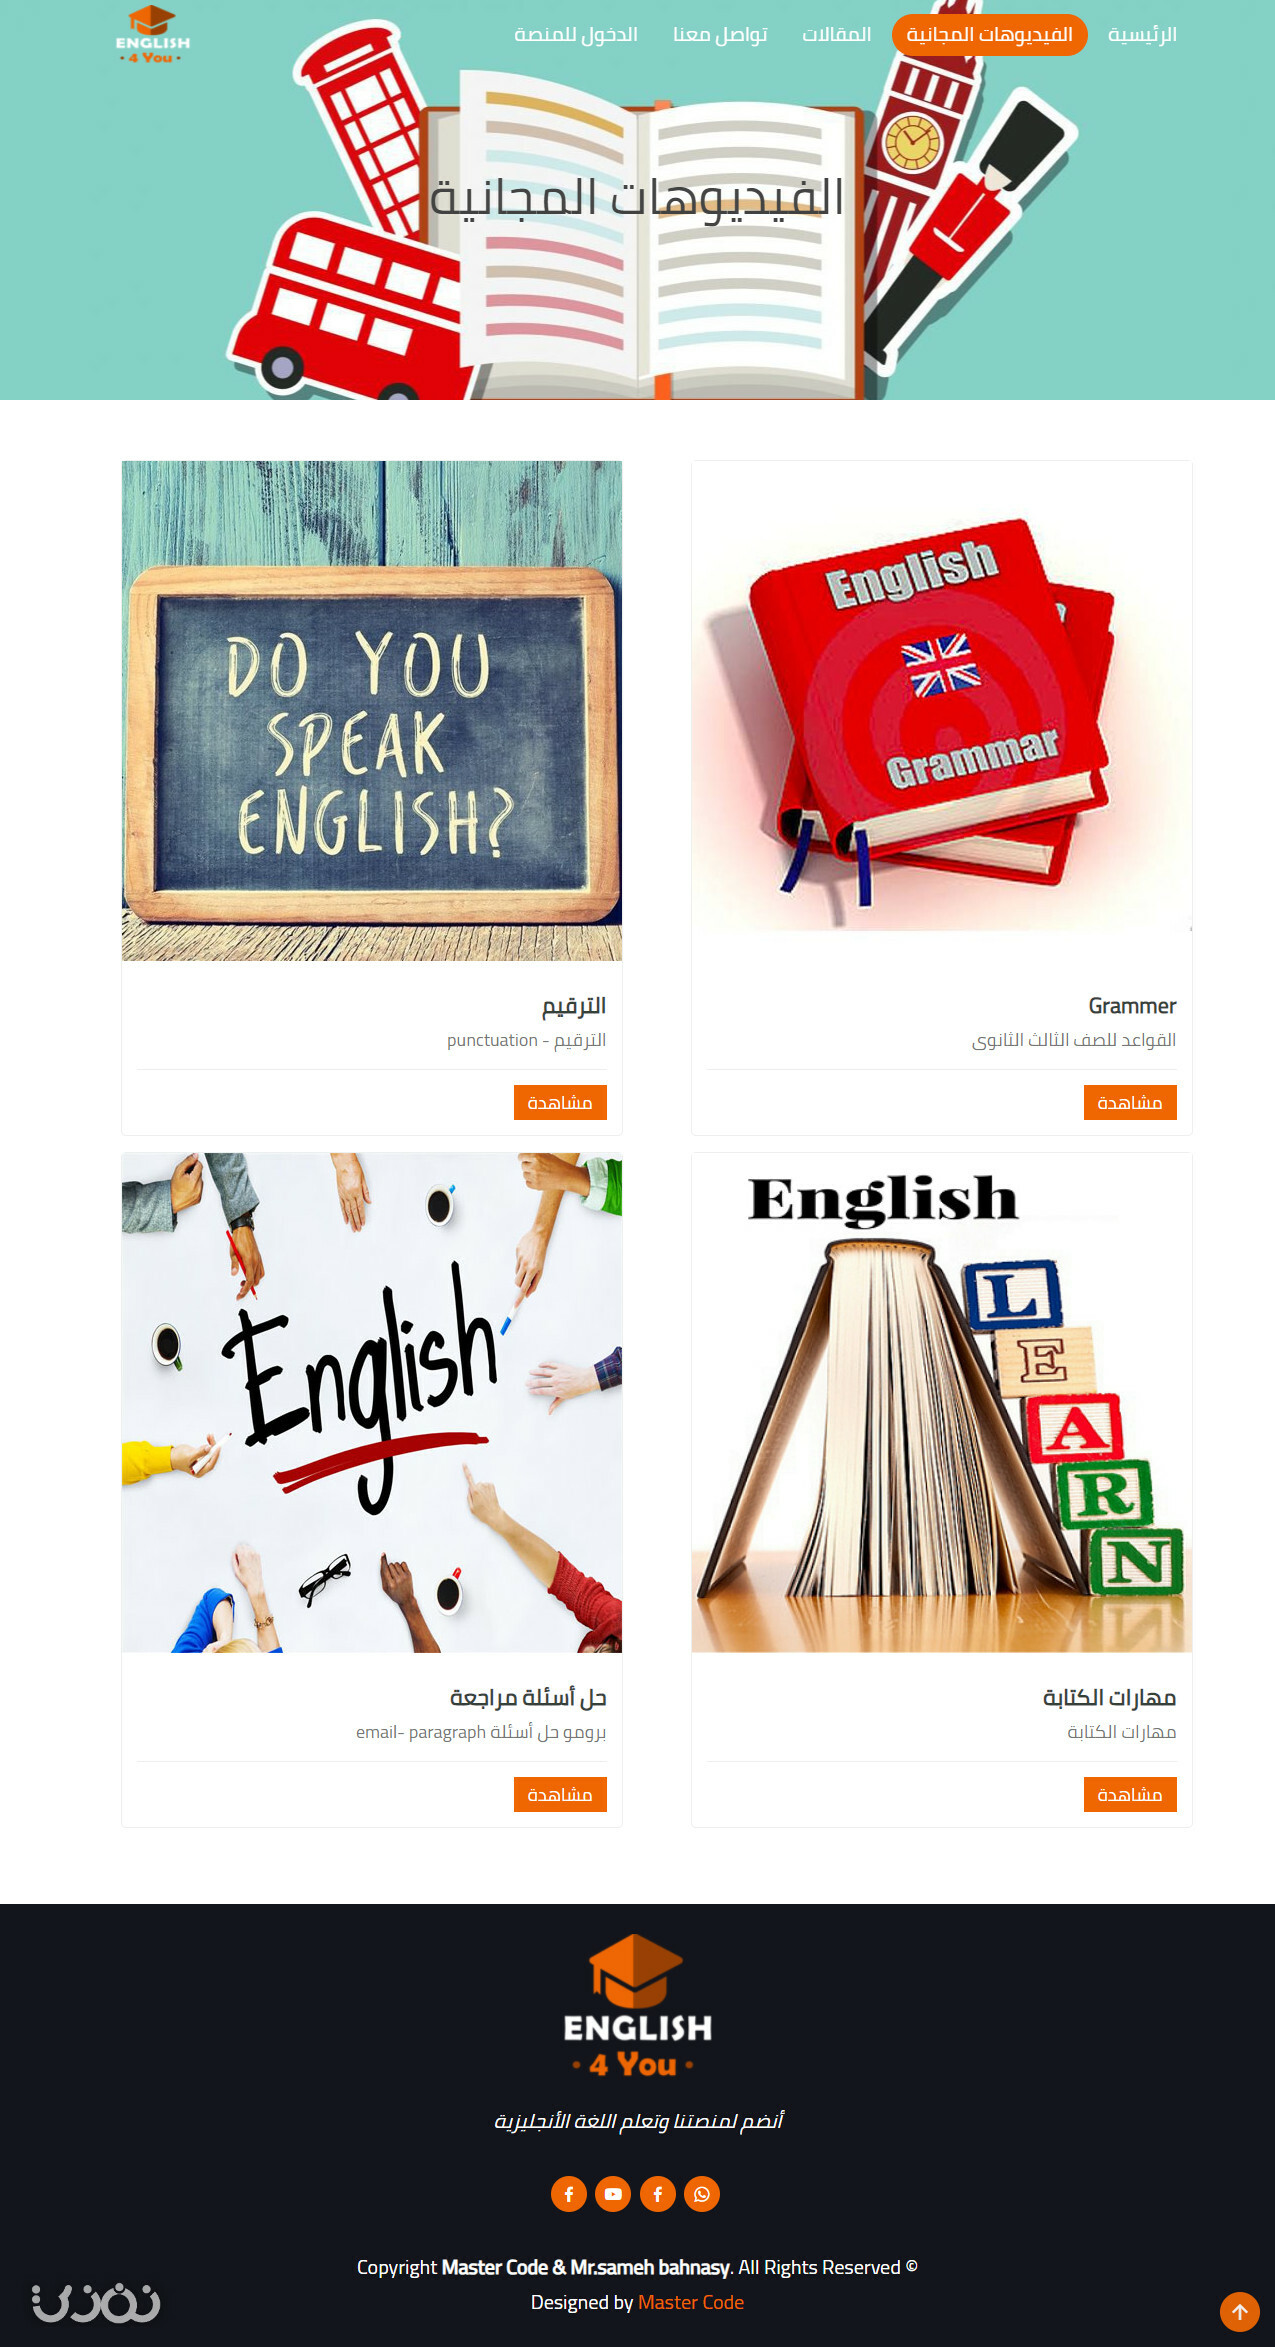 الرئيسية
الفيديوهات المجانية
المقالات
تواصل معنا
الدخول للمنصة
ENGLISH
• 4 You •
الفيديوهات المجانية
English
Grammar
Grammer
القواعد للصف الثالث الثانوى
مشاهدة
DO YOU
SPEAK
ENGLISH?
الترقيم
الترقيم - punctuation
مشاهدة
English
L
E
A
R
N
مهارات الكتابة
مهارات الكتابة
مشاهدة
English
حل أسئلة مراجعة
برومو حل أسئلة email- paragraph
مشاهدة
ENGLISH
• 4 You •
أنضم لمنصتنا وتعلم اللغة الأنجليزية
Copyright Master Code & Mr.sameh bahnasy. All Rights Reserved ©
Designed by Master Code